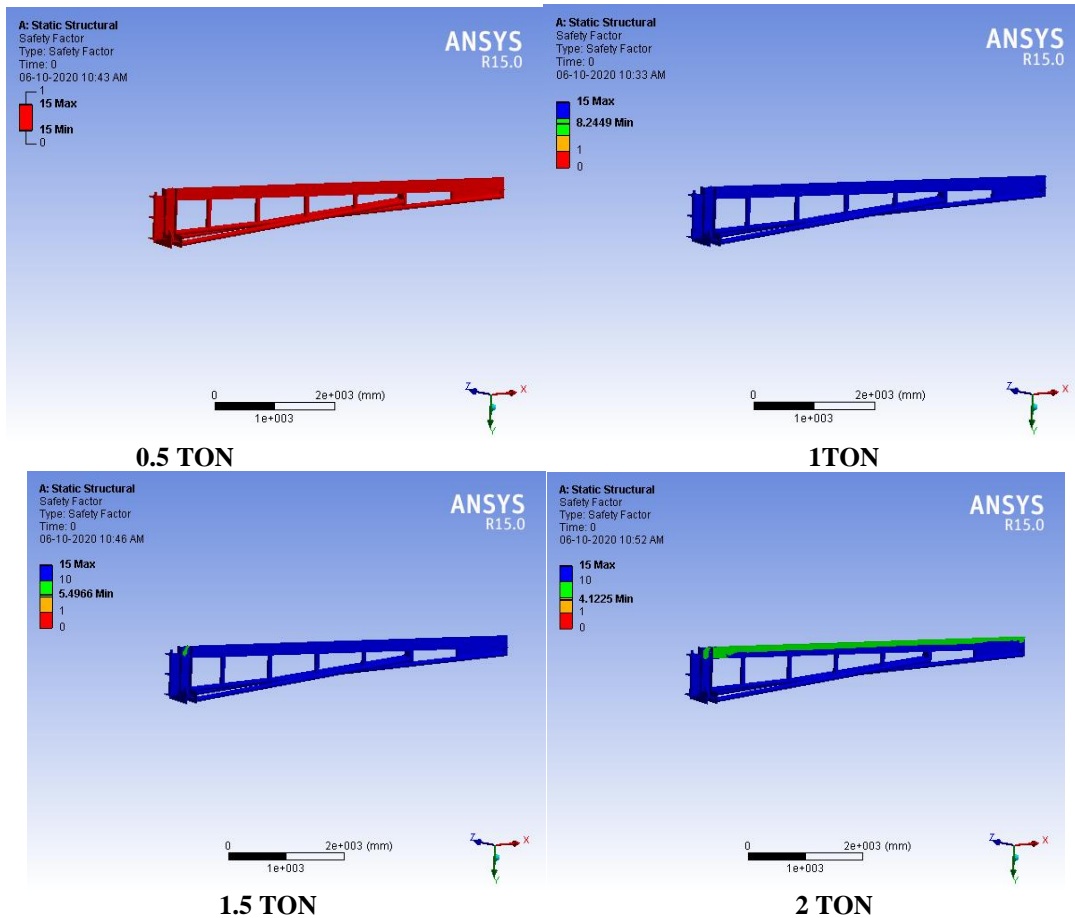 A: Static Structural
Safety Factor
Type: Safety Factor
Time: 0
06-10-2020 10:43 AM
1
15 Max
15 Min
0
ANSYS
R15.0
0
2e+003 (mm)
1e+003
Z
X
Y
0.5 TON
A: Static Structural
Safety Factor
Type: Safety Factor
Time: 0
06-10-2020 10:33 AM
15 Max
8.2449 Min
1
0
ANSYS
R15.0
0
2e+003 (mm)
1e+003
Z
X
Y
1TON
A: Static Structural
Safety Factor
Type: Safety Factor
Time: 0
06-10-2020 10:46 AM
15 Max
10
5.4966 Min
1
0
ANSYS
R15.0
0
2e+003 (mm)
1e+003
Z
X
Y
1.5 TON
A: Static Structural
Safety Factor
Type: Safety Factor
Time: 0
06-10-2020 10:52 AM
15 Max
10
4.1225 Min
1
0
ANSYS
R15.0
0
2e+003 (mm)
1e+003
Z
X
Y
2 TON